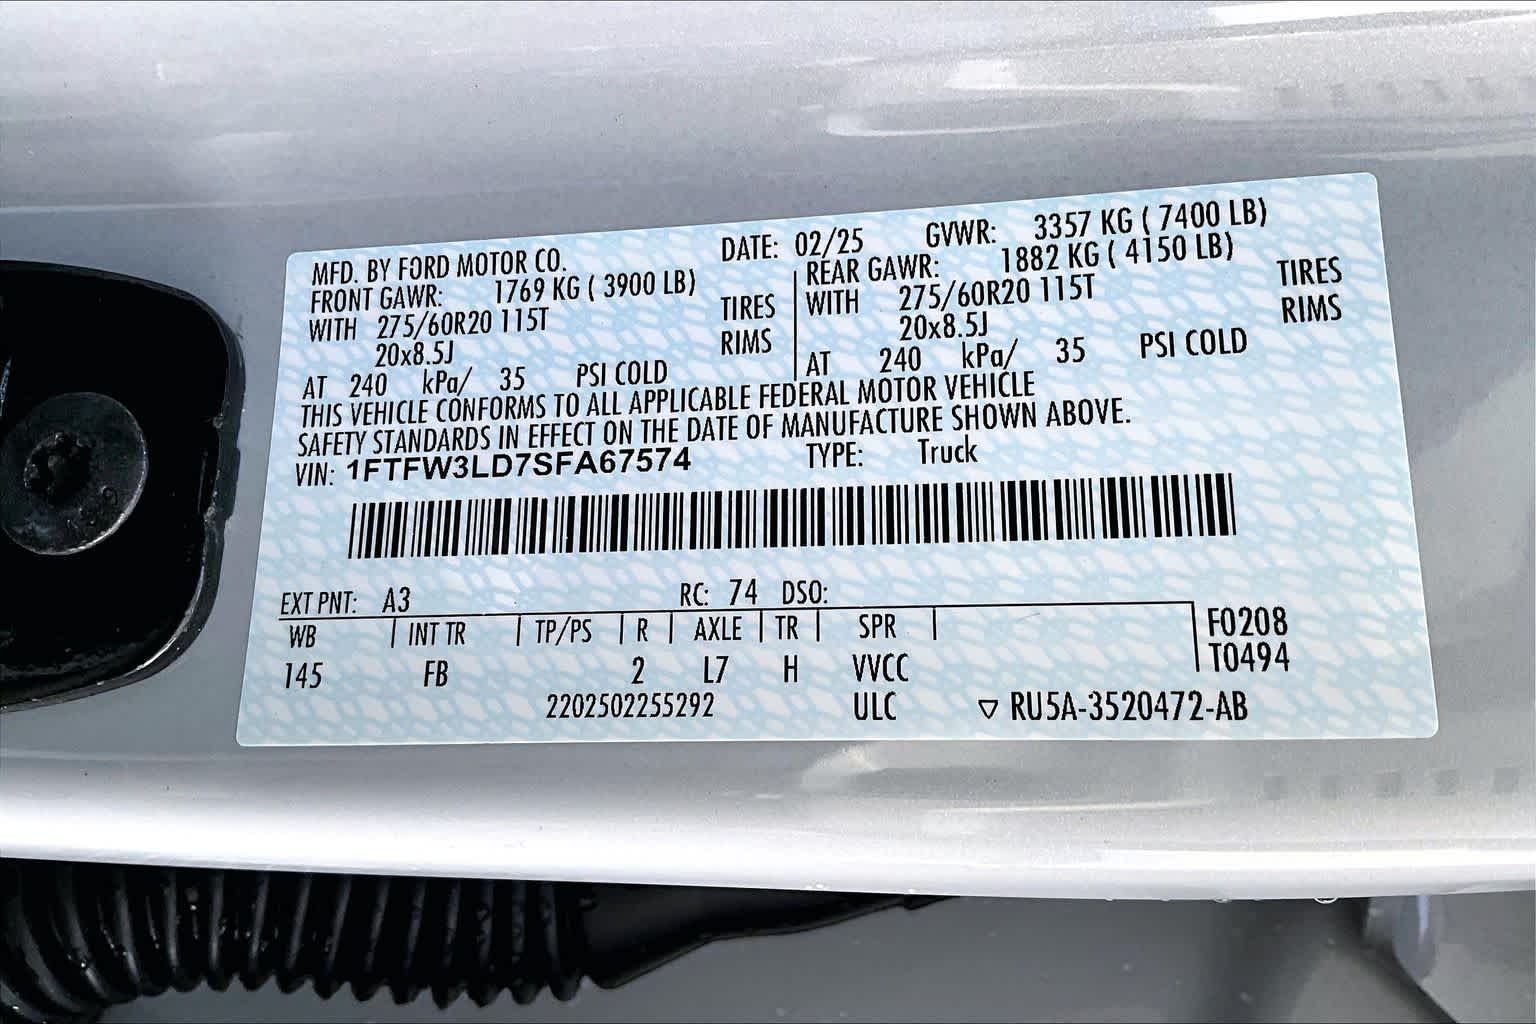 MFD. BY FORD MOTOR CO. DATE: 02/25 GVWR: 3357 KG ( 7400 LB)
FRONT GAWR: 1769 KG ( 3900 LB) REAR GAWR: 1882 KG ( 4150 LB)
WITH 275/60R20 115T TIRES WITH 275/60R20 115T TIRES
20x8.5J RIMS 20x8.5J RIMS
AT 240 kPa/ 35 PSI COLD AT 240 kPa/ 35 PSI COLD
THIS VEHICLE CONFORMS TO ALL APPLICABLE FEDERAL MOTOR VEHICLE
SAFETY STANDARDS IN EFFECT ON THE DATE OF MANUFACTURE SHOWN ABOVE.
VIN: 1FTFW3LD7SFA67574 TYPE: Truck
EXT PNT: A3 RC: 74 DSO:
WB INT TR TP/PS R AXLE TR SPR F0208
145 FB 2 L7 H VVCC T0494
2202502255292 ULC ▽ RU5A-3520472-AB